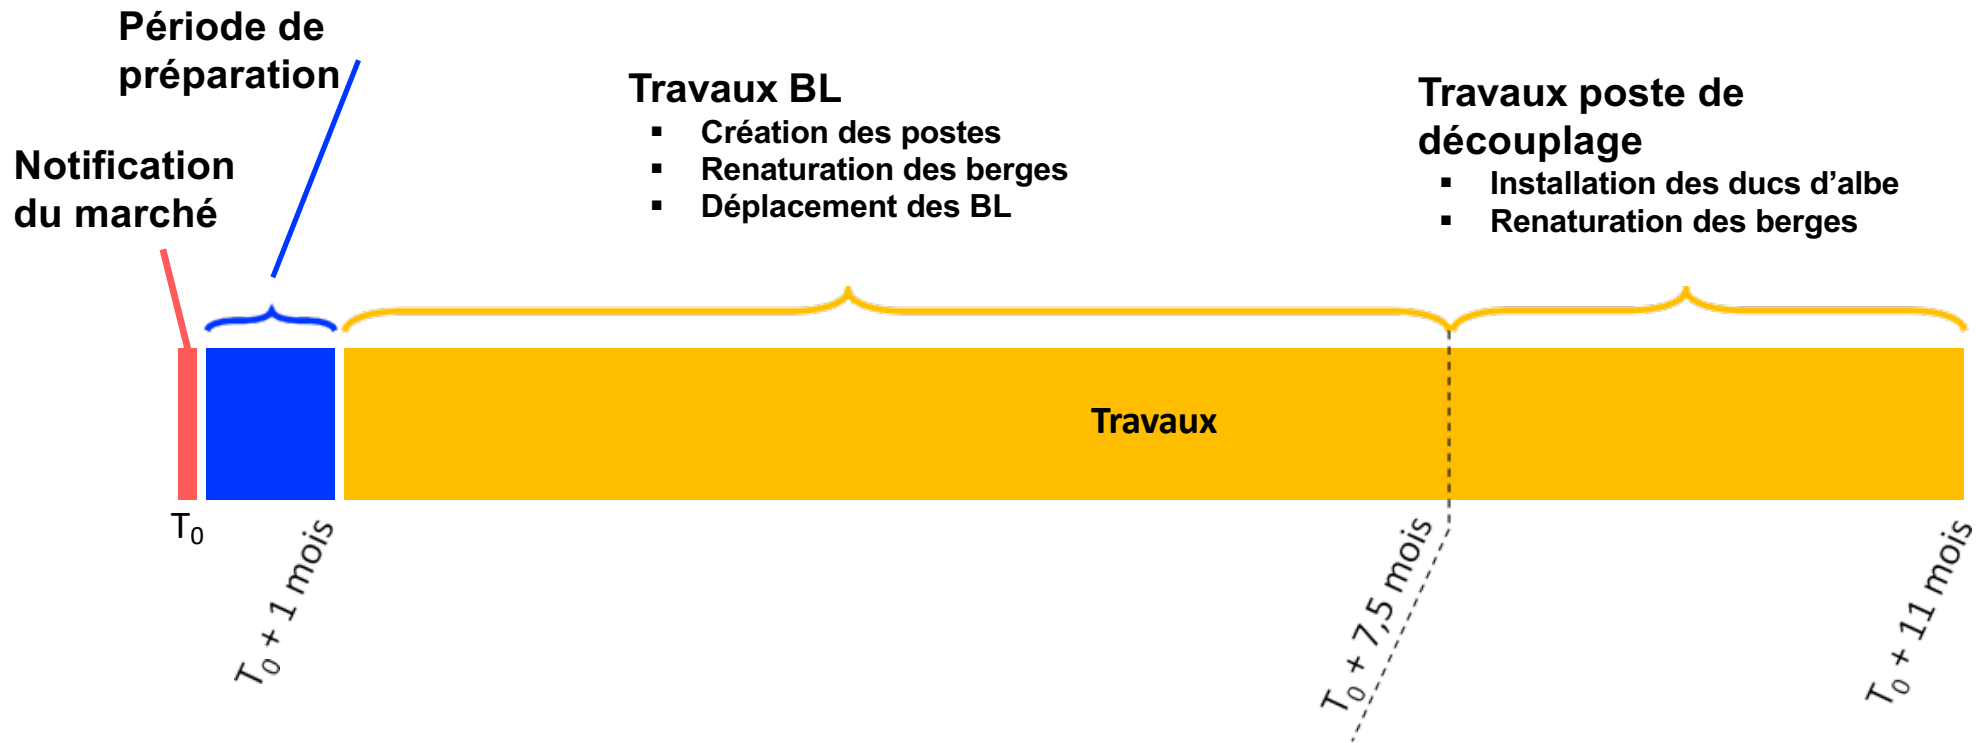 Période de
préparation
Notification
du marché
Travaux BL
▪ Création des postes
▪ Renaturation des berges
▪ Déplacement des BL
Travaux poste de
découplage
▪ Installation des ducs d’albe
▪ Renaturation des berges
Travaux
T₀
T₀ + 1 mois
T₀ + 7,5 mois
T₀ + 11 mois